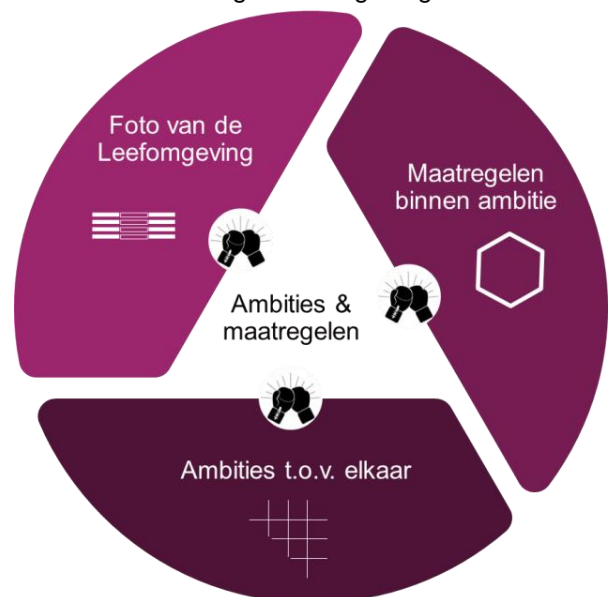 Foto van de
Leefomgeving
Maatregelen
binnen ambitie
Ambities &
maatregelen
Ambities t.o.v. elkaar